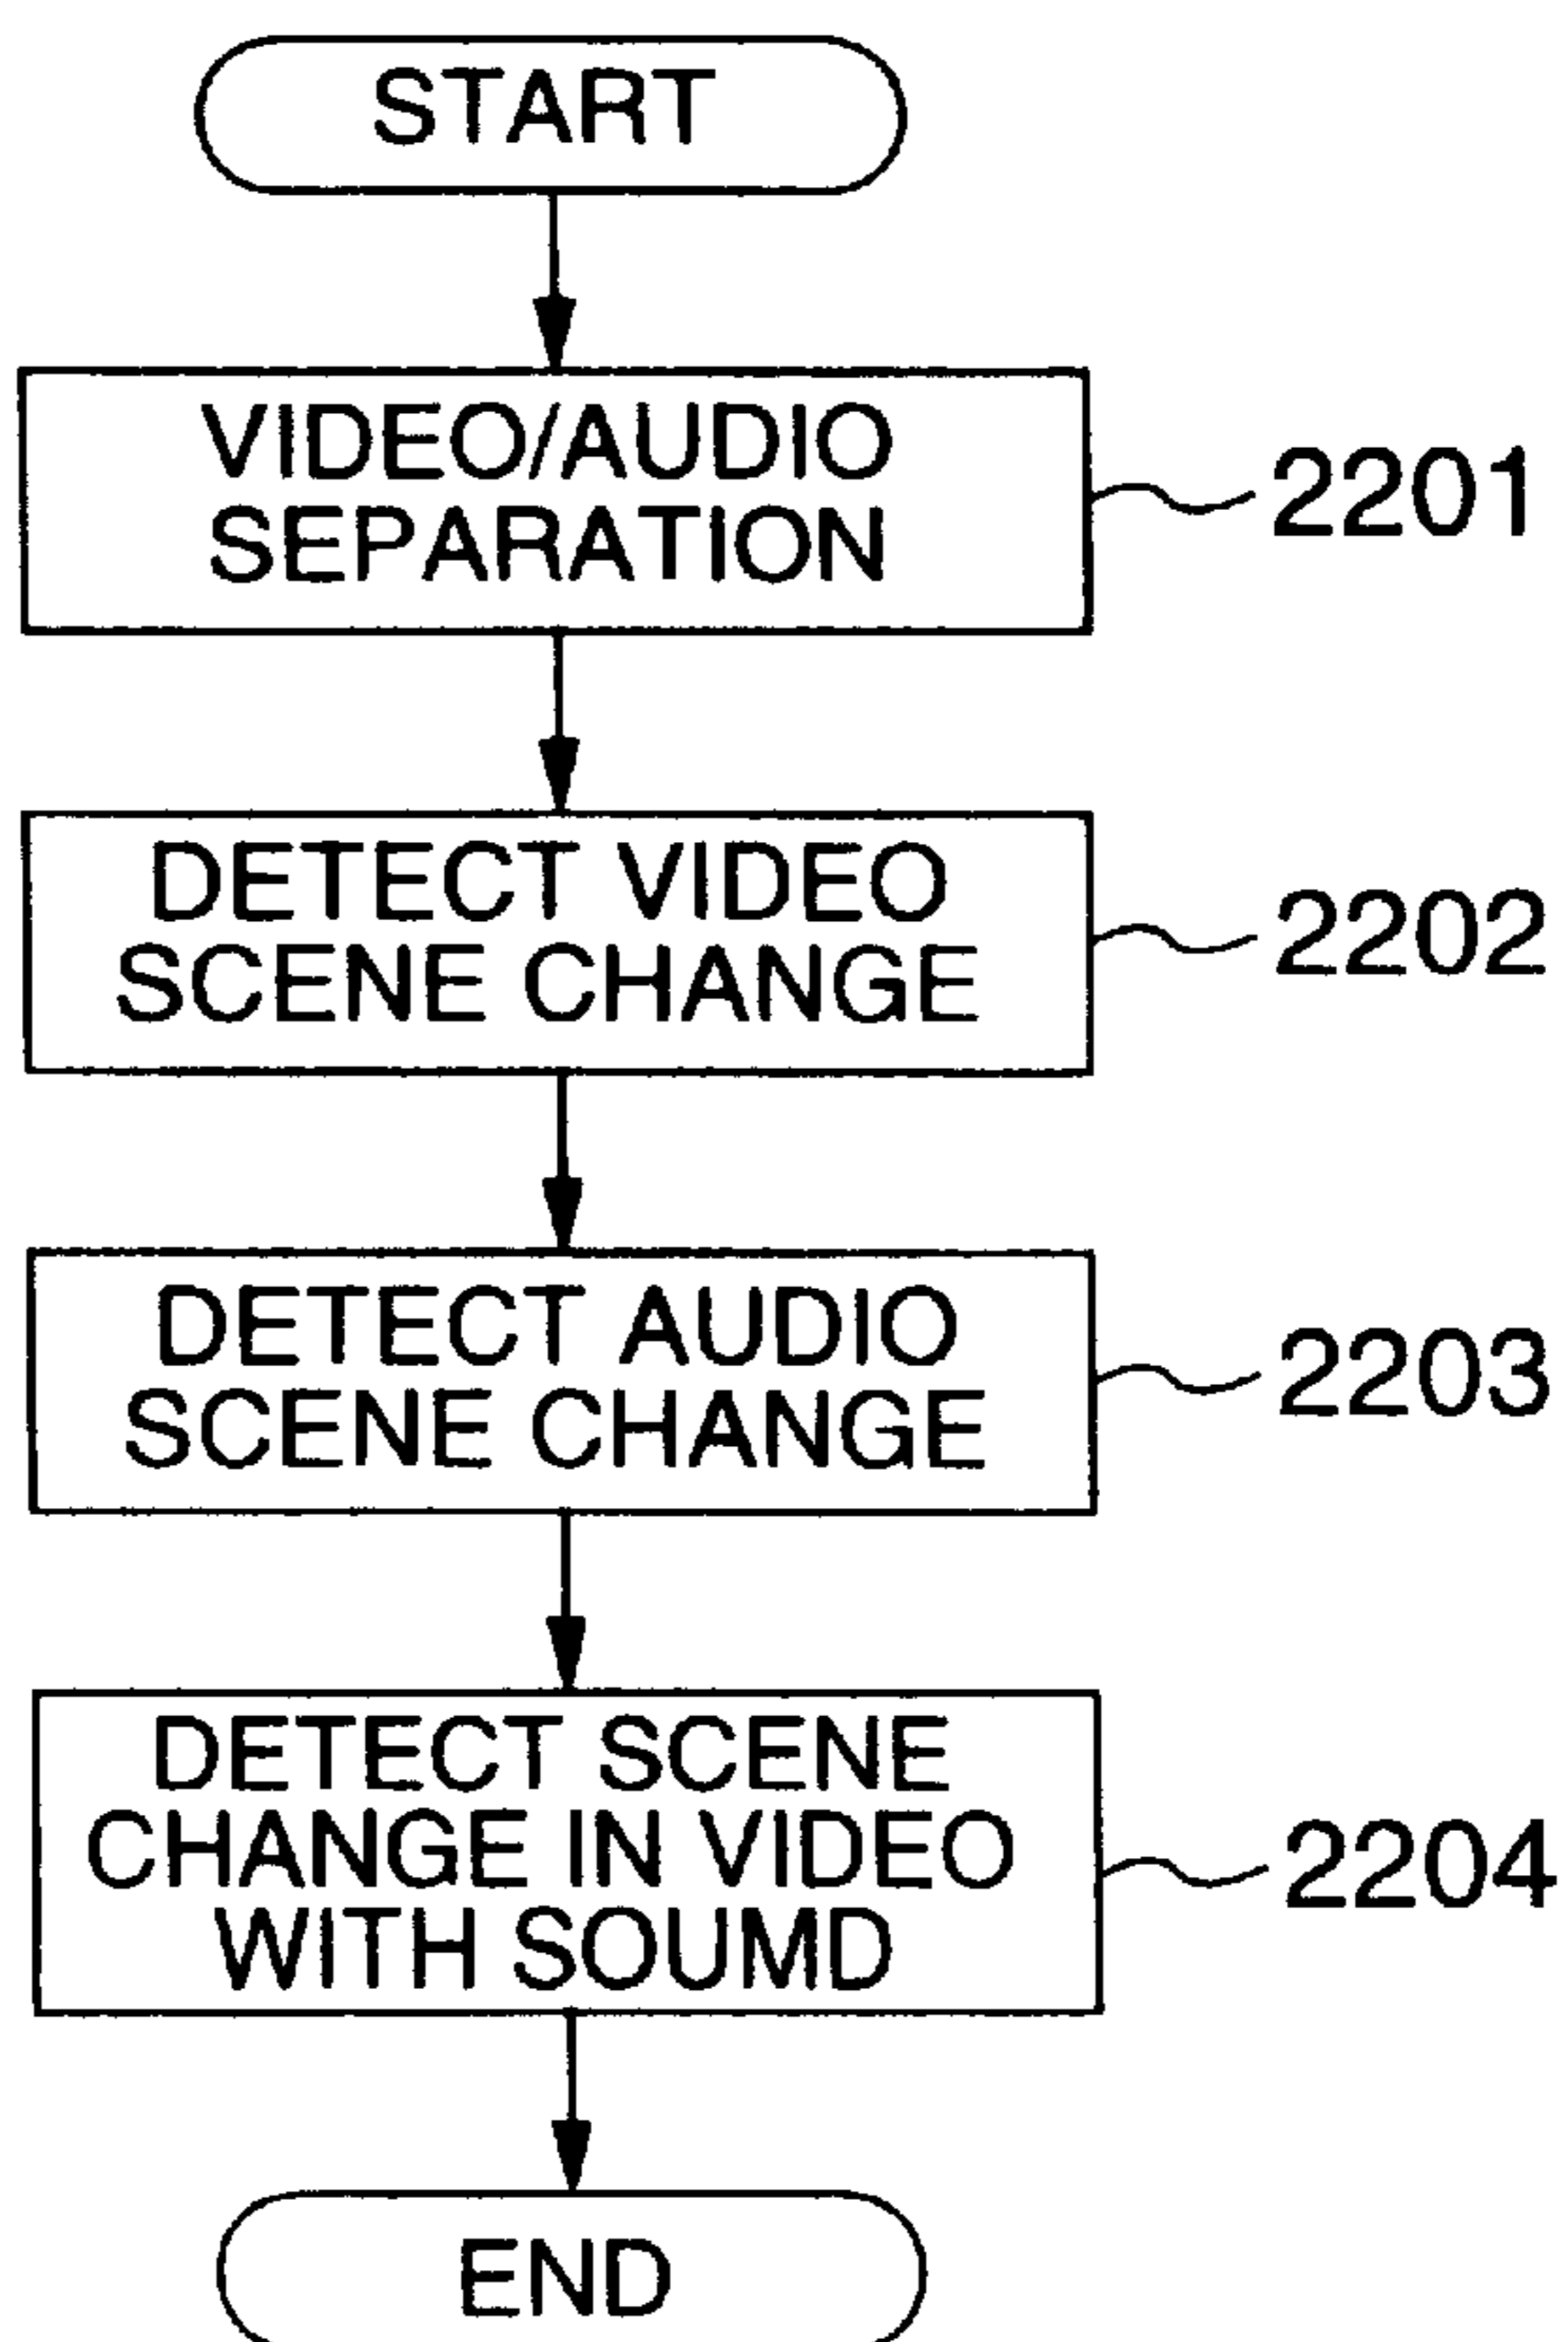 START
VIDEO/AUDIO
SEPARATION
2201
DETECT VIDEO
SCENE CHANGE
2202
DETECT AUDIO
SCENE CHANGE
2203
DETECT SCENE
CHANGE IN VIDEO
WITH SOUMD
2204
END